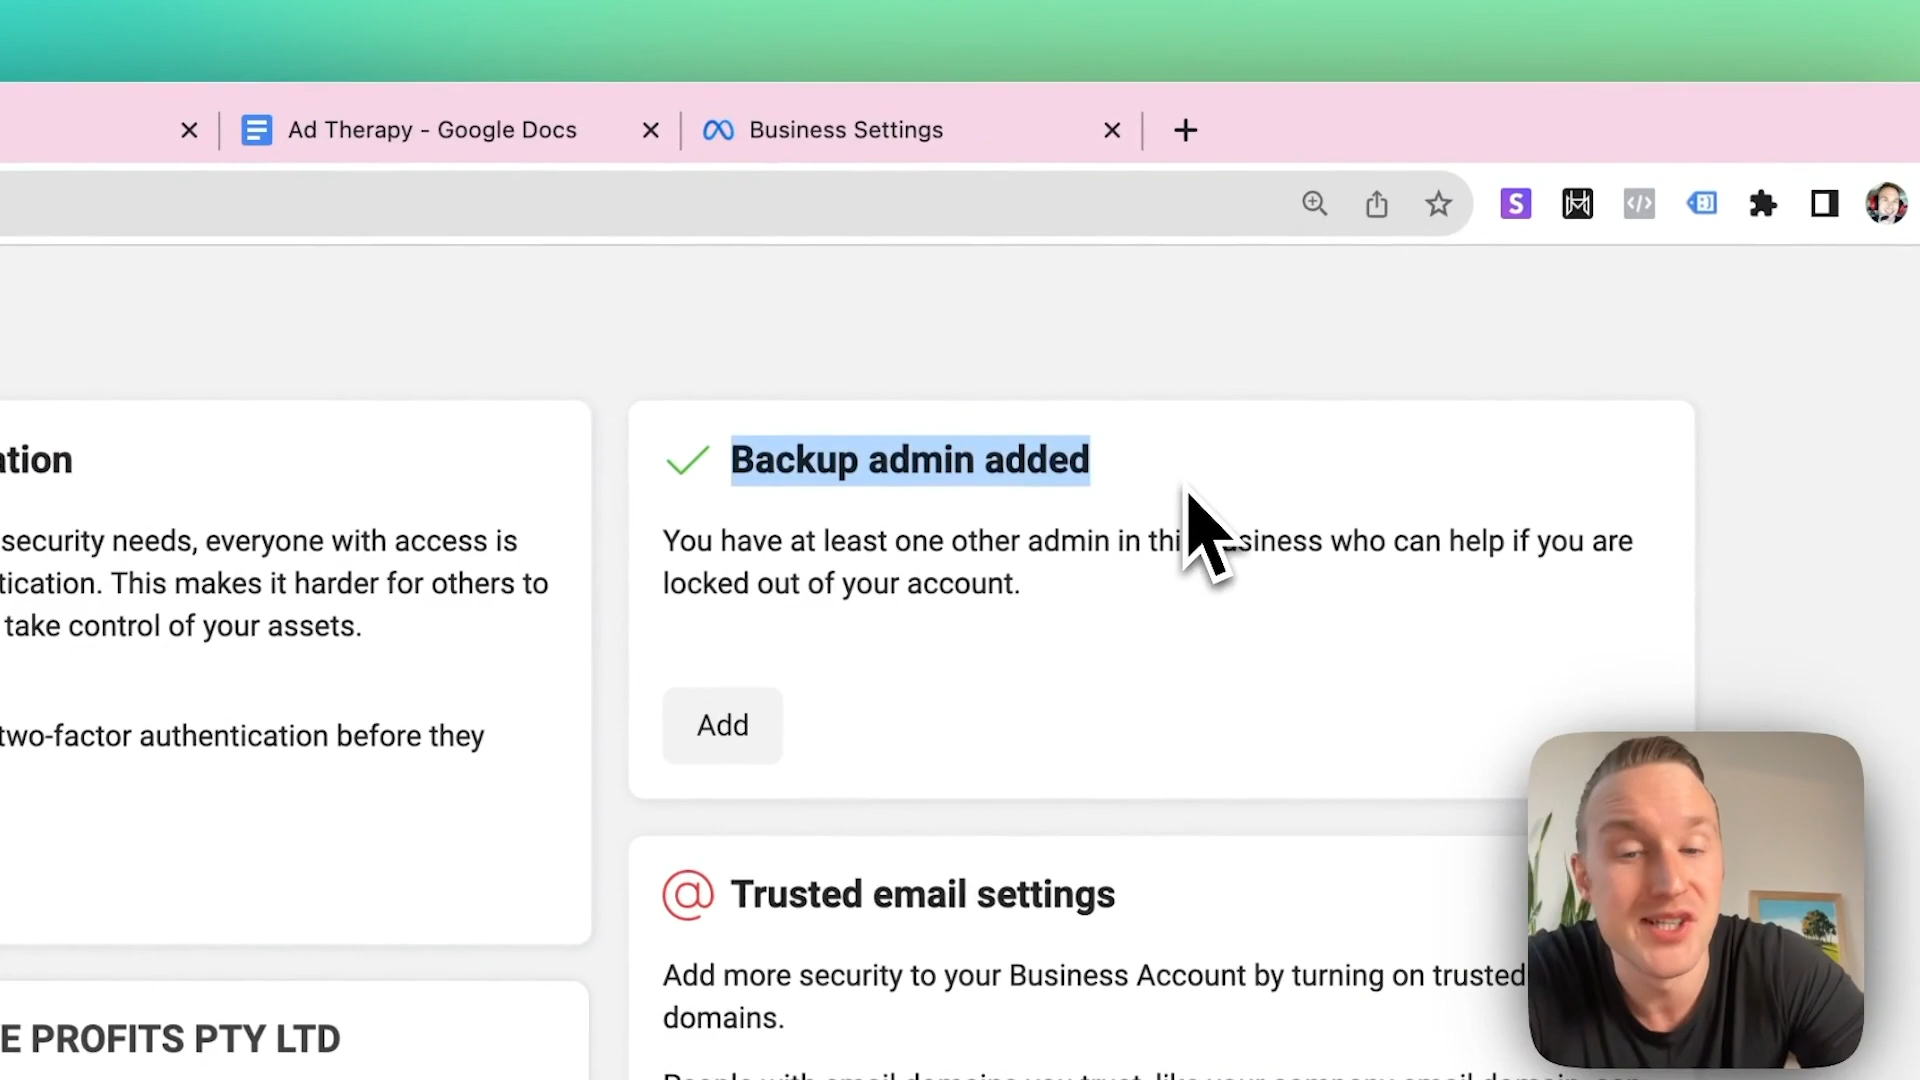 Ad Therapy - Google Docs
Business Settings
S
ation
security needs, everyone with access is
tication. This makes it harder for others to
take control of your assets.
two-factor authentication before they
E PROFITS PTY LTD
Backup admin added
You have at least one other admin in thi siness who can help if you are
locked out of your account.
Add
Trusted email settings
Add more security to your Business Account by turning on trusted
domains.